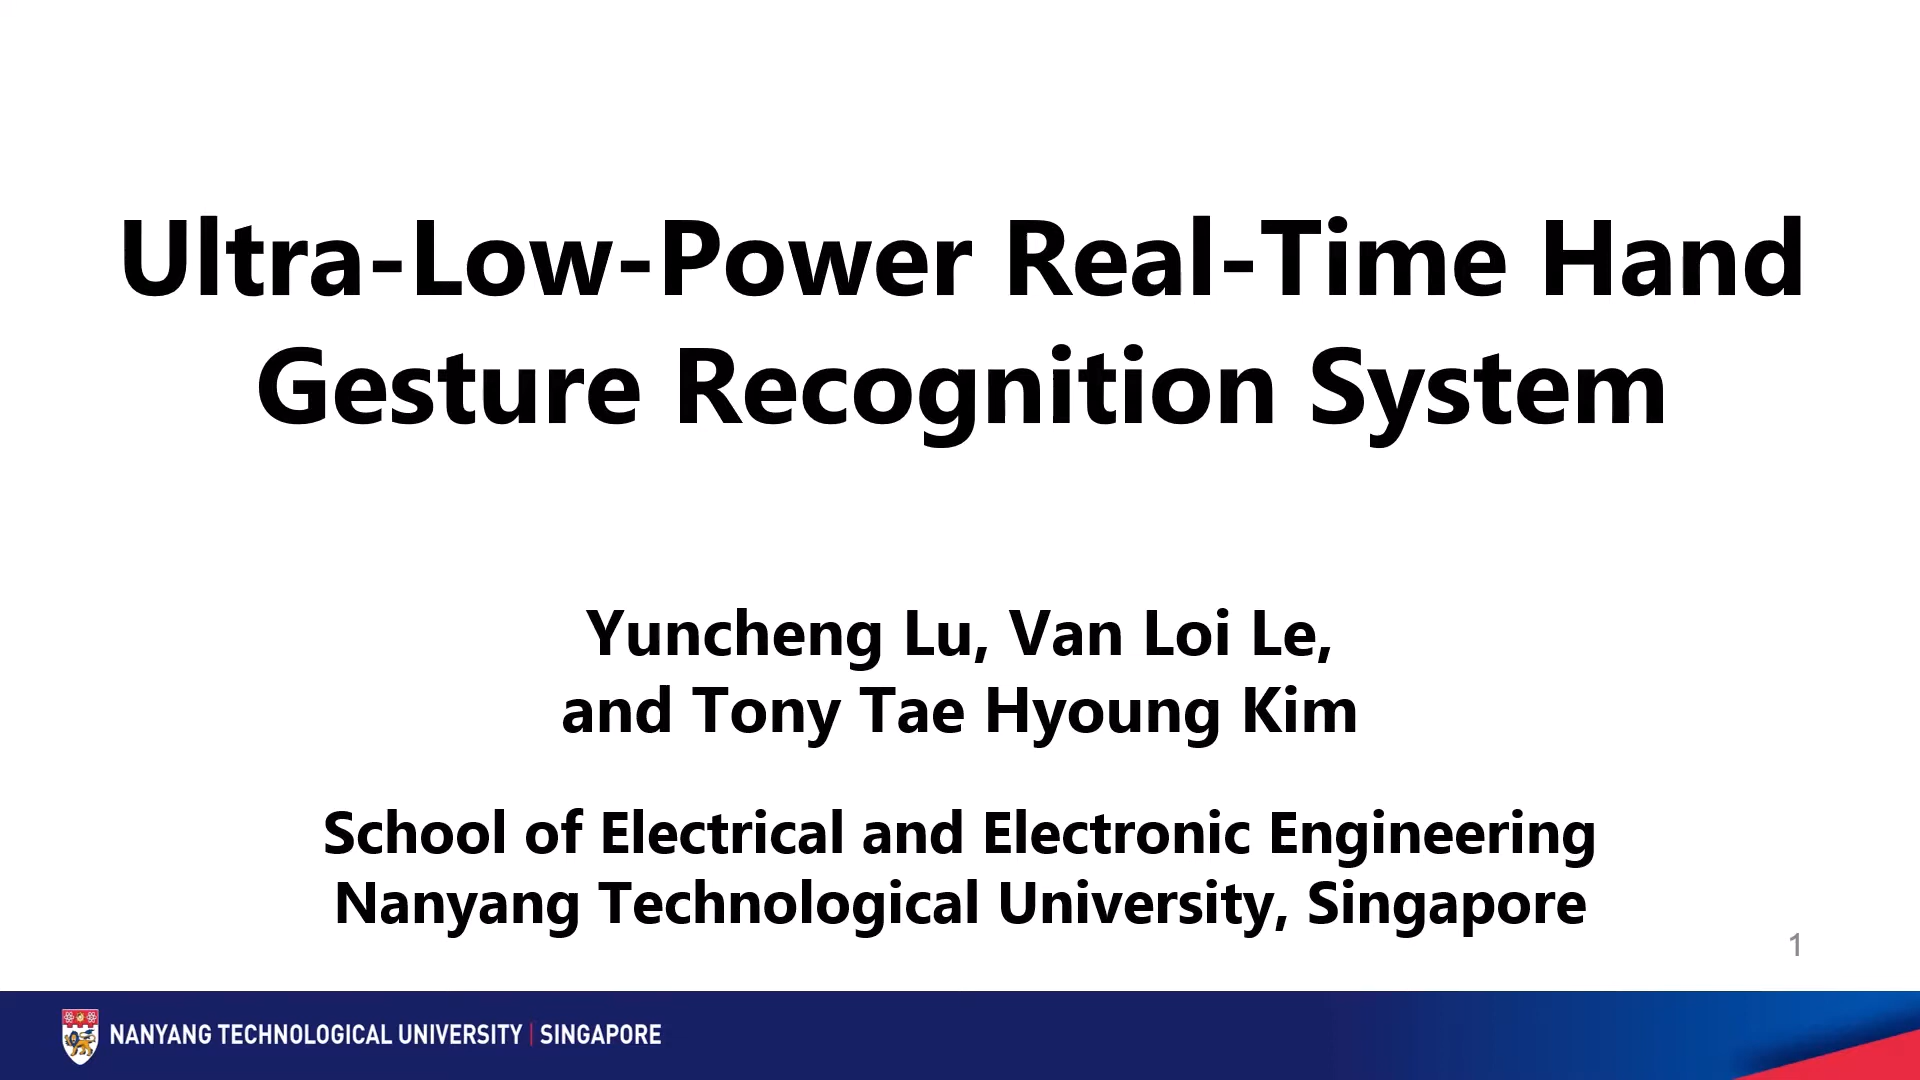 Ultra-Low-Power Real-Time Hand
Gesture Recognition System
Yuncheng Lu, Van Loi Le,
and Tony Tae Hyoung Kim
School of Electrical and Electronic Engineering
Nanyang Technological University, Singapore
1
NANYANG TECHNOLOGICAL UNIVERSITY | SINGAPORE